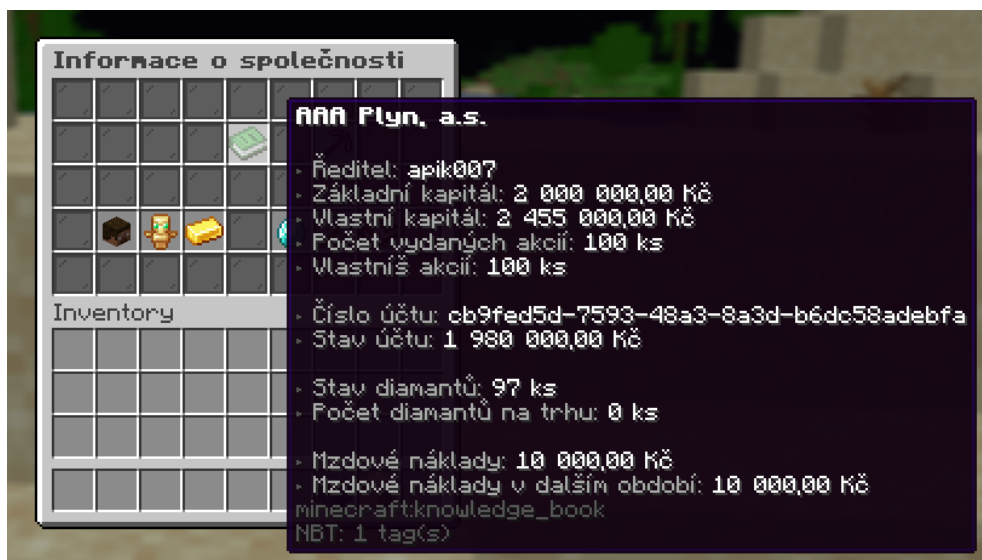 Informace o společnosti
AAA Plyn, a.s.
Ředitel: apik007
Základní kapitál: 2 000 000,00 Kč
Vlastní kapitál: 2 455 000,00 Kč
Počet vydaných akcií: 100 ks
Vlastníš akcií: 100 ks
Číslo účtu: cb9fed5d-7593-48a3-8a3d-b6dc58adebfa
Stav účtu: 1 980 000,00 Kč
Stav diamantů: 97 ks
Počet diamantů na trhu: 0 ks
Mzdové náklady: 10 000,00 Kč
Mzdové náklady v dalším období: 10 000,00 Kč
minecraft:knowledge_book
NBT: 1 tag(s)
Inventory